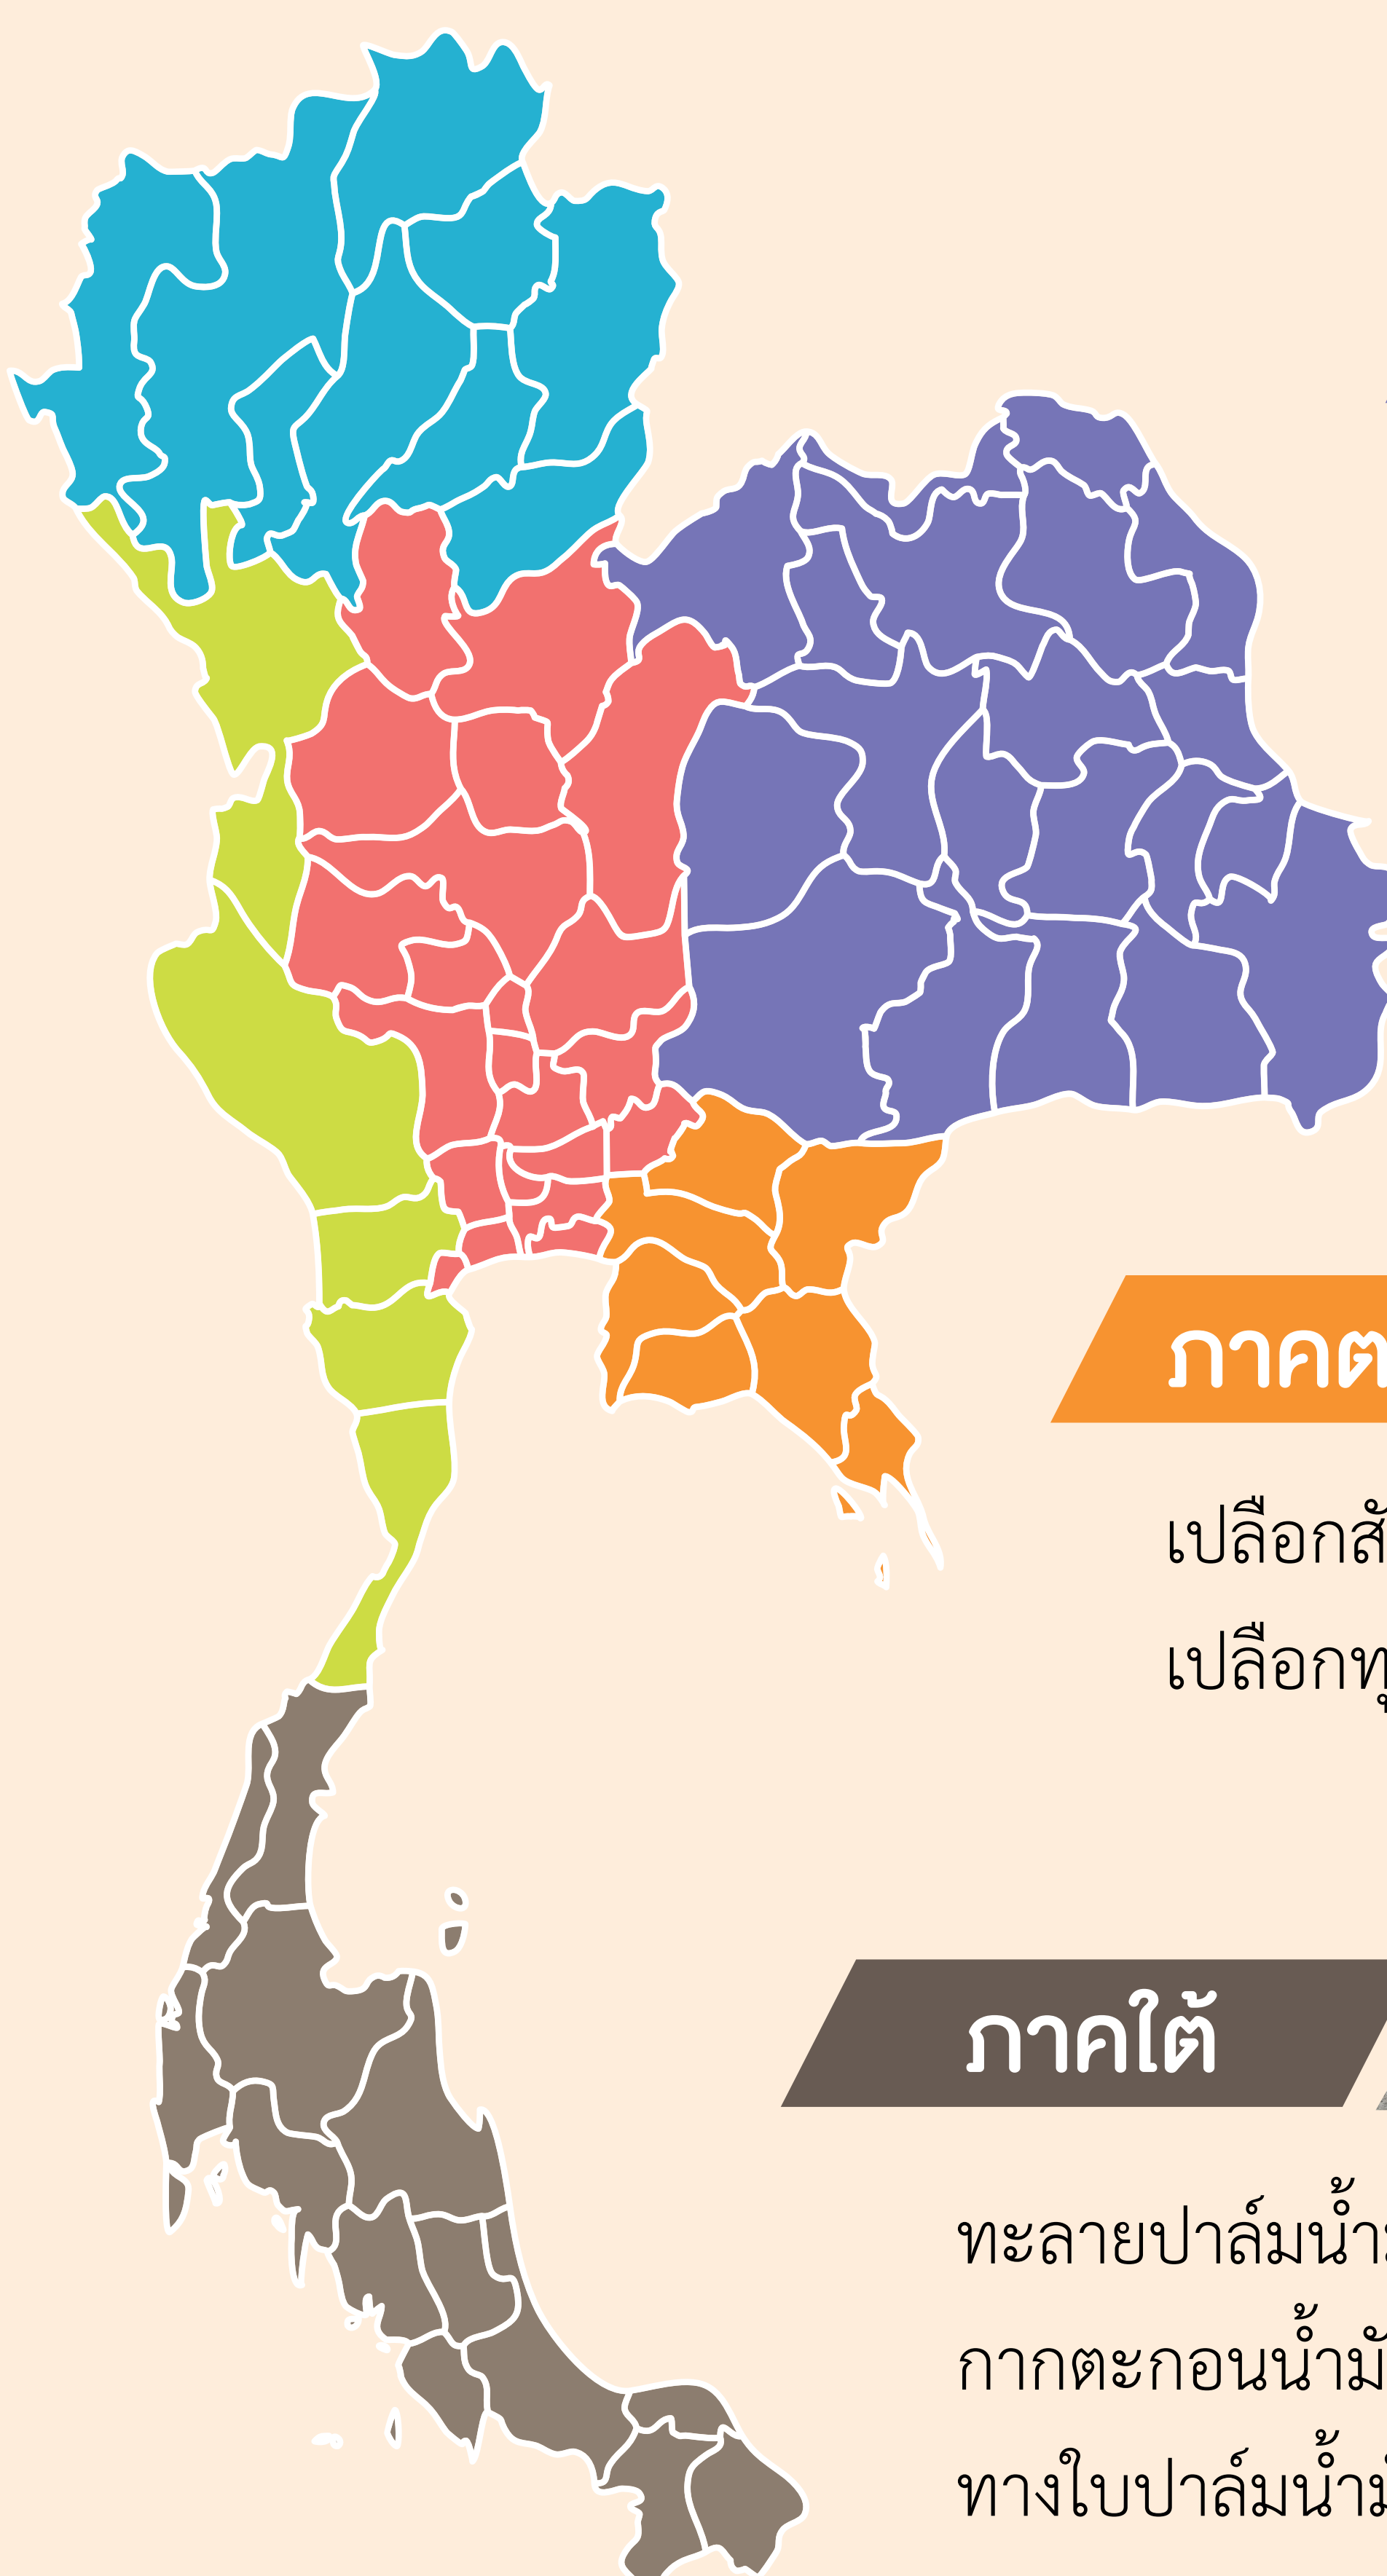 ภาคต
เปลือกสั
เปลือกทุ
ภาคใต้
ทะลายปาล์มน้ำม
กากตะกอนน้ำมั
ทางใบปาล์มน้ำมั